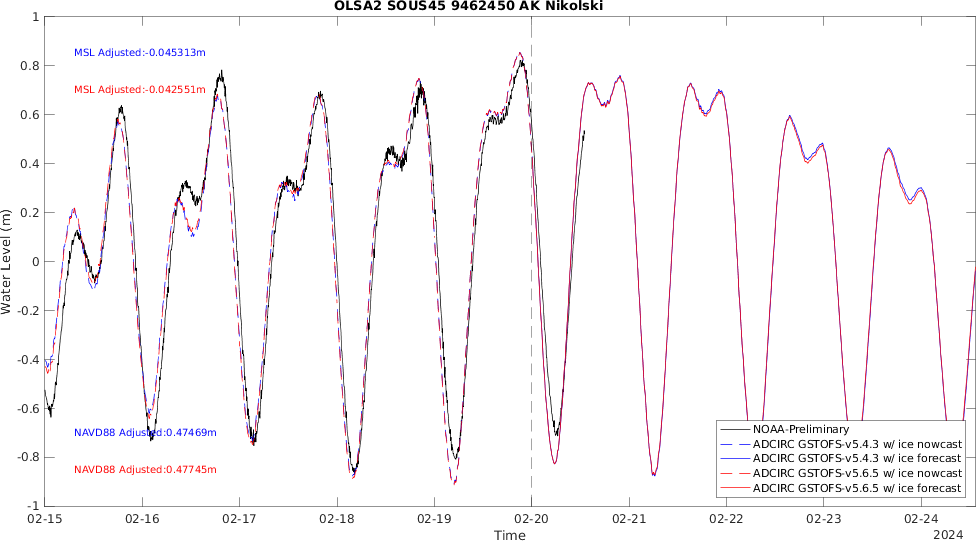 OLSA2 SOUS45 9462450 AK Nikolski
1
0.8
0.6
0.4
0.2
0
-0.2
-0.4
-0.6
-0.8
-1
Water Level (m)
MSL Adjusted:-0.045313m
MSL Adjusted:-0.042551m
NAVD88 Adjusted:0.47469m
NAVD88 Adjusted:0.47745m
NOAA-Preliminary
ADCIRC GSTOFS-v5.4.3 w/ ice nowcast
ADCIRC GSTOFS-v5.4.3 w/ ice forecast
ADCIRC GSTOFS-v5.6.5 w/ ice nowcast
ADCIRC GSTOFS-v5.6.5 w/ ice forecast
02-15 02-16 02-17 02-18 02-19 02-20 02-21 02-22 02-23 02-24
Time
2024